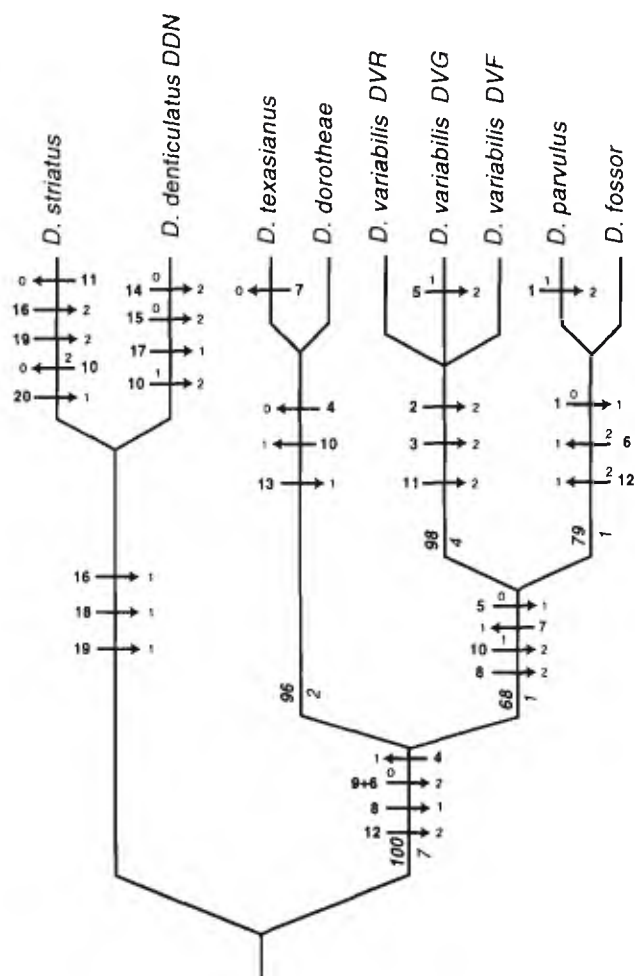 D. striatus
D. denticulatus DDN
D. texasianus
D. dorotheae
D. variabilis DVR
D. variabilis DVG
D. variabilis DVF
D. parvulus
D. fossor
0 11
16 2
19 2
0 2 10
20 1
14 0 2
15 0 2
17 1
10 1 2
0 7
5 1 2
1 1 2
0 4
1 10
13 1
2 2
3 2
11 2
1 0 1
1 2 6
1 2 12
98
4
79
1
16 1
18 1
19 1
5 0 1
1 7
10 1 2
8 2
96
2
68
1
1 4
9+6 0 2
8 1
12 2
100
7